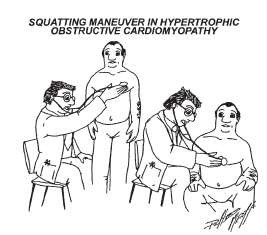 SQUATTING MANEUVER IN HYPERTROPHIC
OBSTRUCTIVE CARDIOMYOPATHY